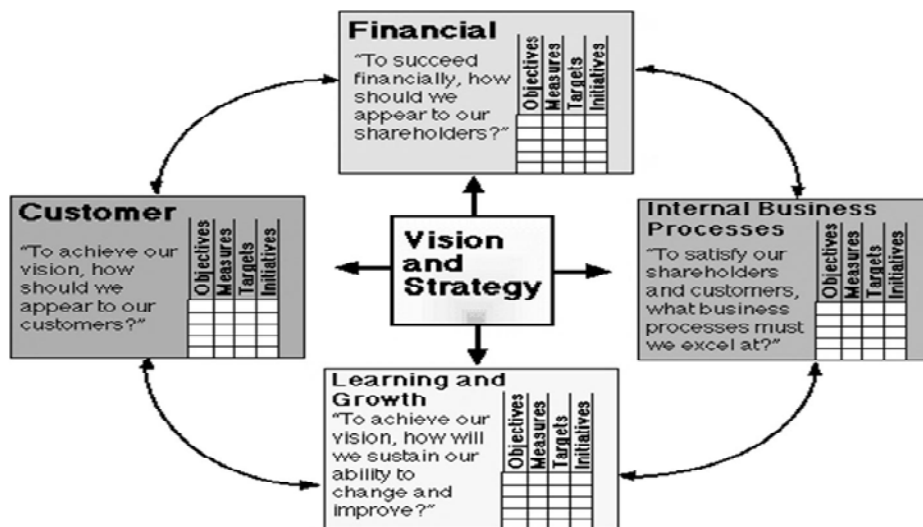 Financial
“To succeed
financially, how
should we
appear to our
shareholders?”
Objectives
Measures
Targets
Initiatives
Customer
“To achieve our
vision, how
should we
appear to our
customers?”
Objectives
Measures
Targets
Initiatives
Vision
and
Strategy
Internal Business
Processes
“To satisfy our
shareholders
and customers,
what business
processes must
we excel at?”
Objectives
Measures
Targets
Initiatives
Learning and
Growth
“To achieve our
vision, how will
we sustain our
ability to
change and
improve?”
Objectives
Measures
Targets
Initiatives